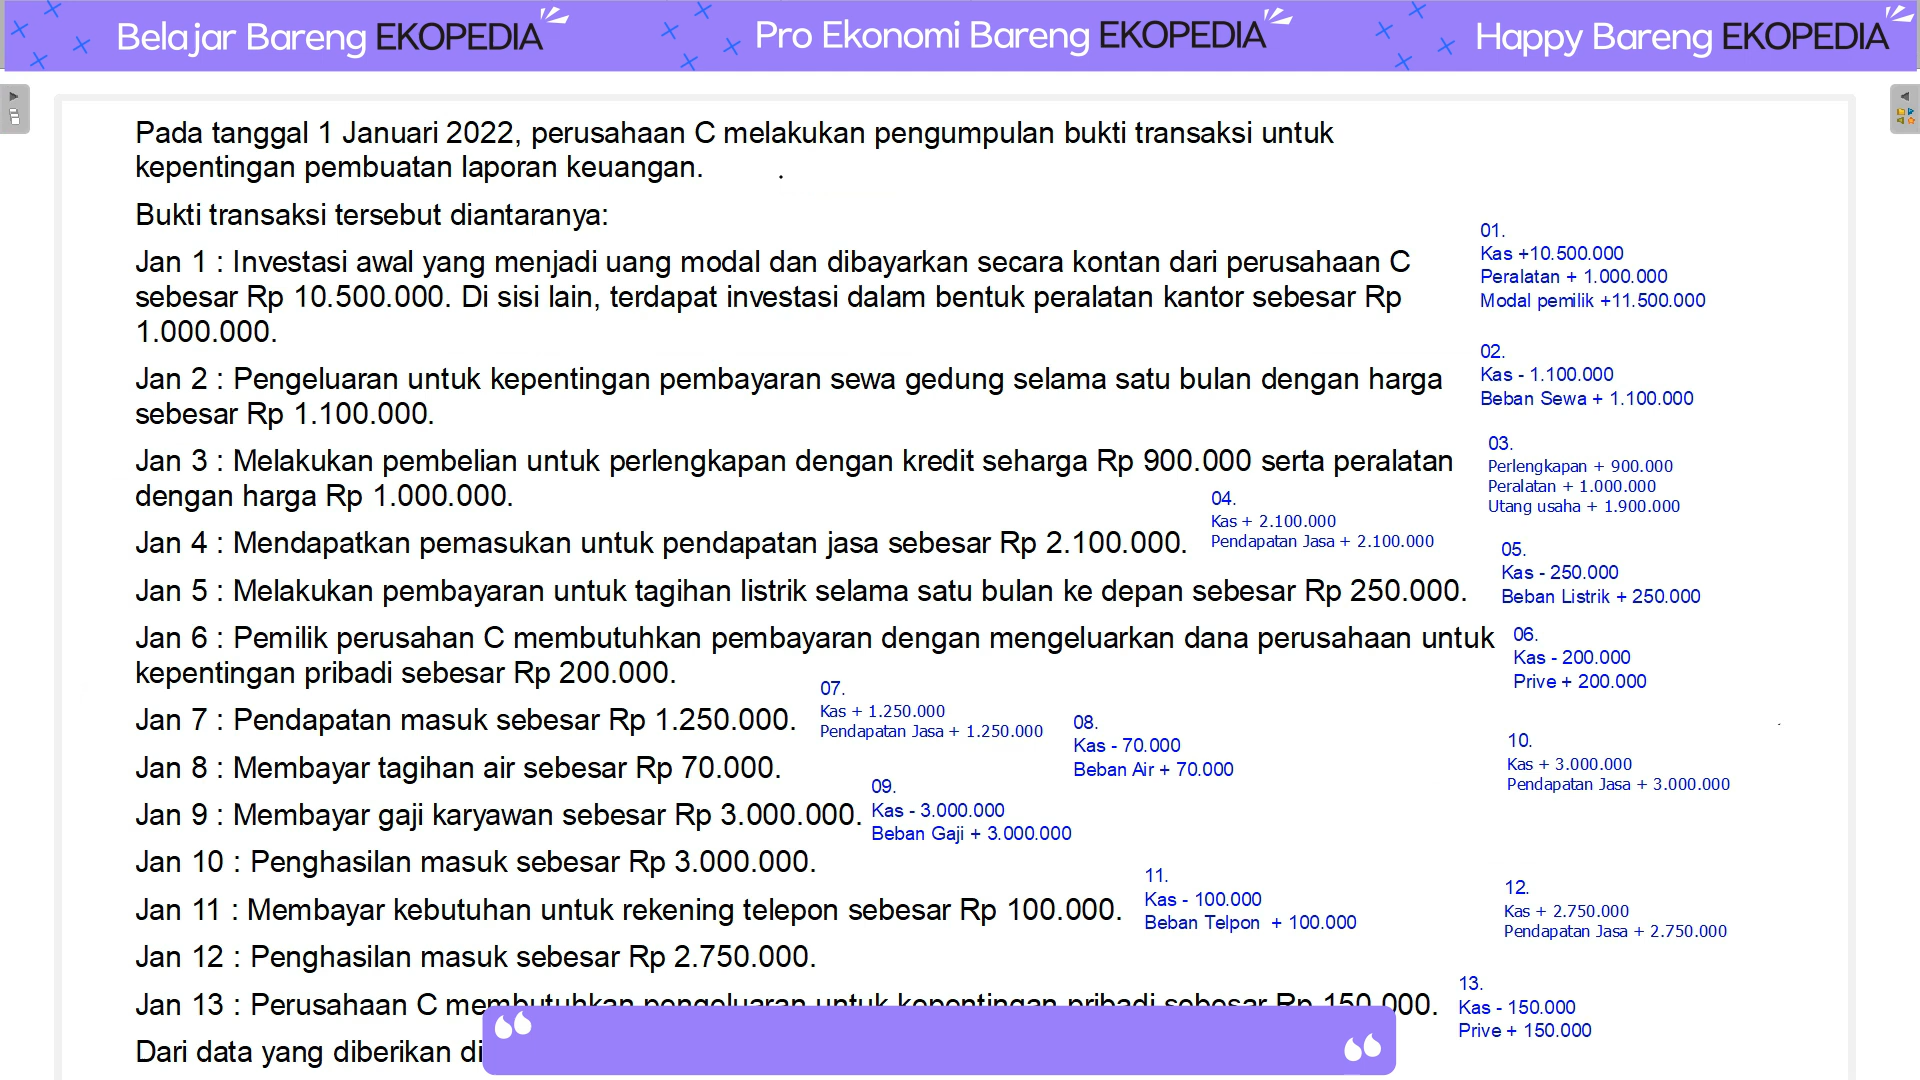 Belajar Bareng EKOPEDIA
Pro Ekonomi Bareng EKOPEDIA
Happy Bareng EKOPEDIA
Pada tanggal 1 Januari 2022, perusahaan C melakukan pengumpulan bukti transaksi untuk
kepentingan pembuatan laporan keuangan.
Bukti transaksi tersebut diantaranya:
Jan 1 : Investasi awal yang menjadi uang modal dan dibayarkan secara kontan dari perusahaan C
sebesar Rp 10.500.000. Di sisi lain, terdapat investasi dalam bentuk peralatan kantor sebesar Rp
1.000.000.
01.
Kas +10.500.000
Peralatan + 1.000.000
Modal pemilik +11.500.000
Jan 2 : Pengeluaran untuk kepentingan pembayaran sewa gedung selama satu bulan dengan harga
sebesar Rp 1.100.000.
02.
Kas - 1.100.000
Beban Sewa + 1.100.000
Jan 3 : Melakukan pembelian untuk perlengkapan dengan kredit seharga Rp 900.000 serta peralatan
dengan harga Rp 1.000.000.
03.
Perlengkapan + 900.000
Peralatan + 1.000.000
Utang usaha + 1.900.000
Jan 4 : Mendapatkan pemasukan untuk pendapatan jasa sebesar Rp 2.100.000.
04.
Kas + 2.100.000
Pendapatan Jasa + 2.100.000
Jan 5 : Melakukan pembayaran untuk tagihan listrik selama satu bulan ke depan sebesar Rp 250.000.
05.
Kas - 250.000
Beban Listrik + 250.000
Jan 6 : Pemilik perusahan C membutuhkan pembayaran dengan mengeluarkan dana perusahaan untuk
kepentingan pribadi sebesar Rp 200.000.
06.
Kas - 200.000
Prive + 200.000
Jan 7 : Pendapatan masuk sebesar Rp 1.250.000.
07.
Kas + 1.250.000
Pendapatan Jasa + 1.250.000
Jan 8 : Membayar tagihan air sebesar Rp 70.000.
08.
Kas - 70.000
Beban Air + 70.000
Jan 9 : Membayar gaji karyawan sebesar Rp 3.000.000.
09.
Kas - 3.000.000
Beban Gaji + 3.000.000
Jan 10 : Penghasilan masuk sebesar Rp 3.000.000.
10.
Kas + 3.000.000
Pendapatan Jasa + 3.000.000
Jan 11 : Membayar kebutuhan untuk rekening telepon sebesar Rp 100.000.
11.
Kas - 100.000
Beban Telpon + 100.000
Jan 12 : Penghasilan masuk sebesar Rp 2.750.000.
12.
Kas + 2.750.000
Pendapatan Jasa + 2.750.000
Jan 13 : Perusahaan C membutuhkan pengeluaran untuk kepentingan pribadi sebesar Rp 150.000.
13.
Kas - 150.000
Prive + 150.000
Dari data yang diberikan